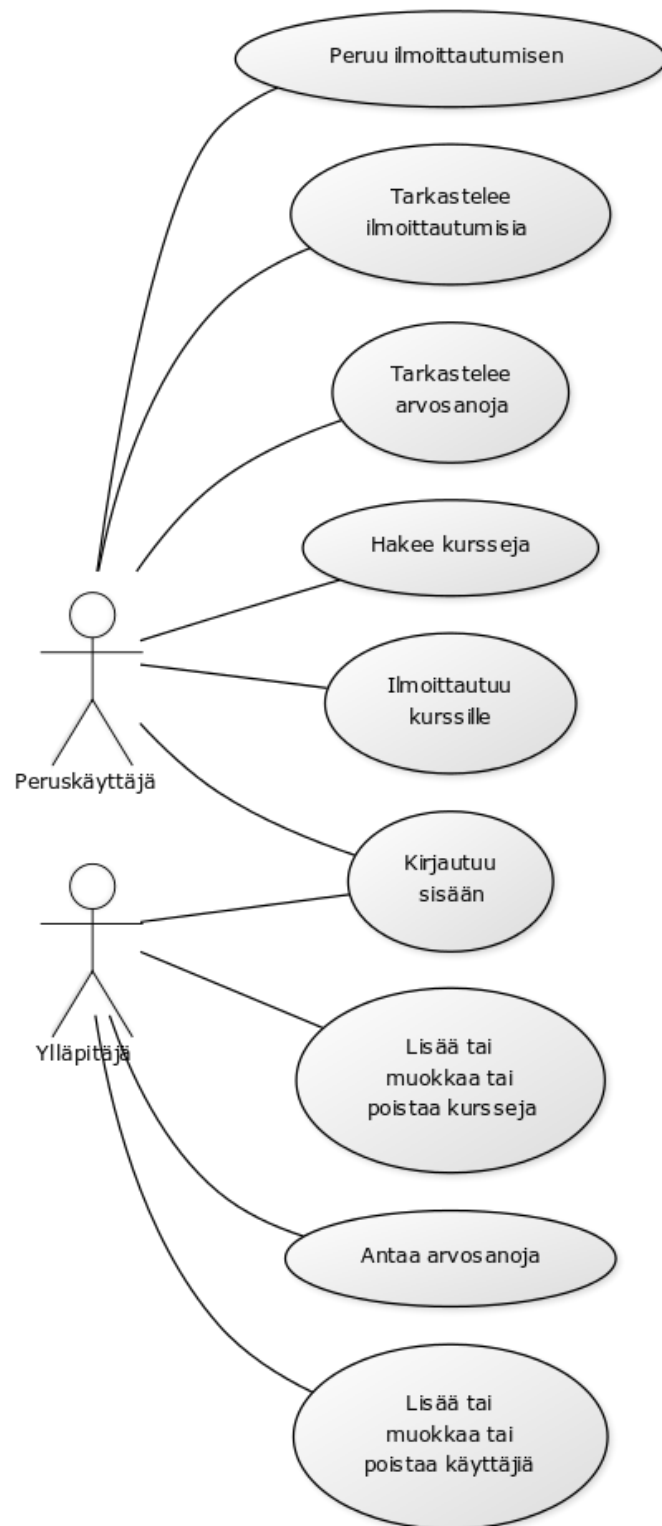 Peruu ilmoittautumisen
Tarkastelee
ilmoittautumisia
Tarkastelee
arvosanoja
Hakee kursseja
Ilmoittautuu
kurssille
Peruskäyttäjä
Kirjautuu
sisään
Ylläpitäjä
Lisää tai
muokkaa tai
poistaa kursseja
Antaa arvosanoja
Lisää tai
muokkaa tai
poistaa käyttäjiä